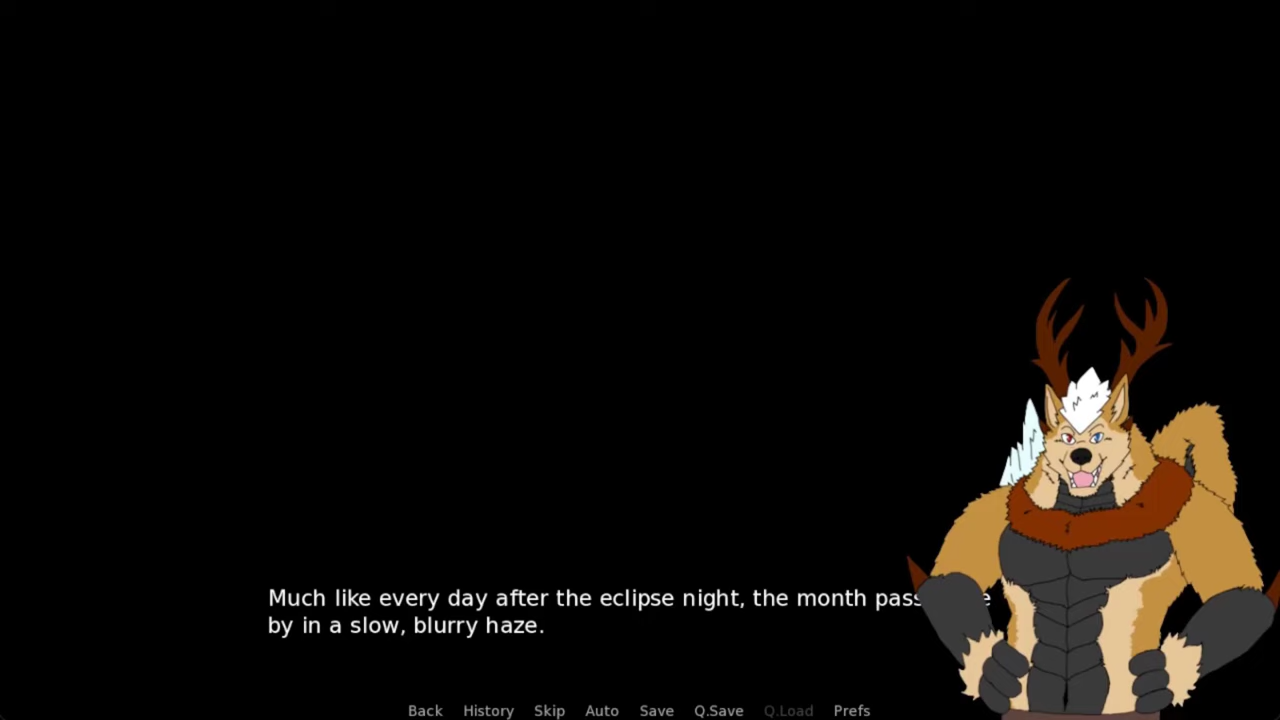 Much like every day after the eclipse night, the month pass
by in a slow, blurry haze.
Back History Skip Auto Save Q.Save Q.Load Prefs